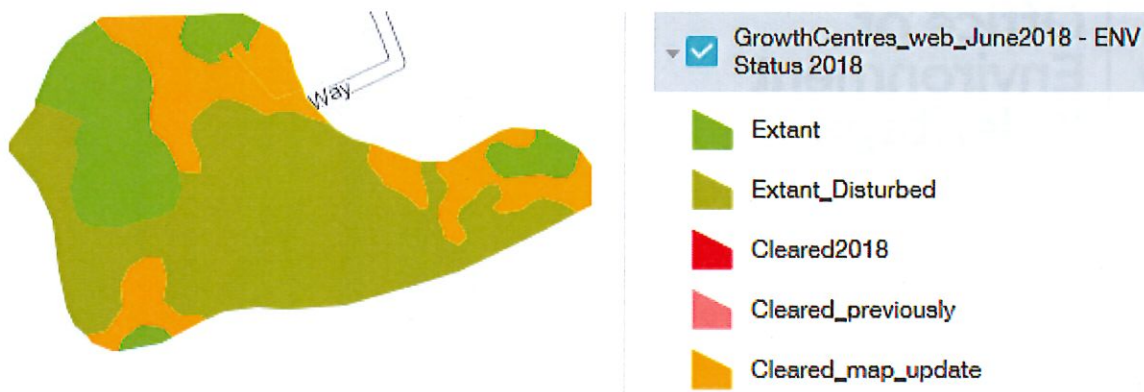 Way
GrowthCentres_web_June2018 - ENV
Status 2018
Extant
Extant_Disturbed
Cleared2018
Cleared_previously
Cleared_map_update